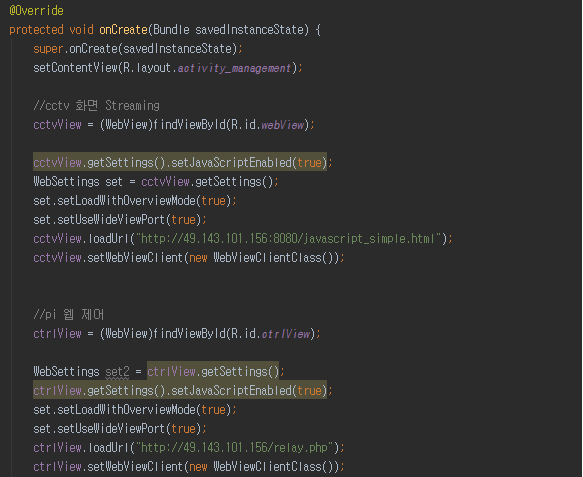 @Override
protected void onCreate(Bundle savedInstanceState) {
super.onCreate(savedInstanceState);
setContentView(R.layout.activity_management);
//cctv 화면 Streaming
cctvView = (WebView)findViewById(R.id.webView);
cctvView.getSettings().setJavaScriptEnabled(true);
WebSettings set = cctvView.getSettings();
set.setLoadWithOverviewMode(true);
set.setUseWideViewPort(true);
cctvView.loadUrl("http://49.143.101.156:8080/javascript_simple.html");
cctvView.setWebViewClient(new WebViewClientClass());
//pi 웹 제어
ctrlView = (WebView)findViewById(R.id.ctrlView);
WebSettings set2 = ctrlView.getSettings();
ctrlView.getSettings().setJavaScriptEnabled(true);
set.setLoadWithOverviewMode(true);
set.setUseWideViewPort(true);
ctrlView.loadUrl("http://49.143.101.156/relay.php");
ctrlView.setWebViewClient(new WebViewClientClass());